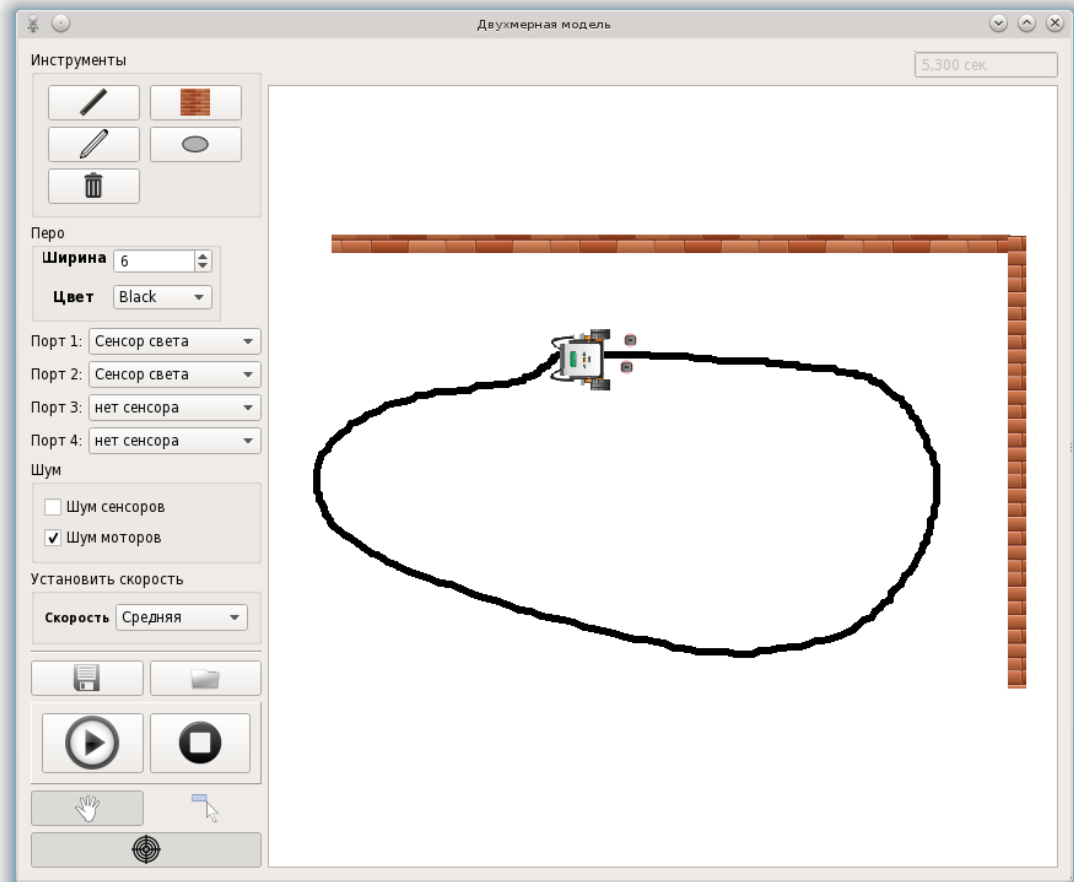 Двухмерная модель
5,300 сек.
Инструменты
Перо
Ширина 6
Цвет Black
Порт 1: Сенсор света
Порт 2: Сенсор света
Порт 3: нет сенсора
Порт 4: нет сенсора
Шум
Шум сенсоров
Шум моторов
Установить скорость
Скорость Средняя